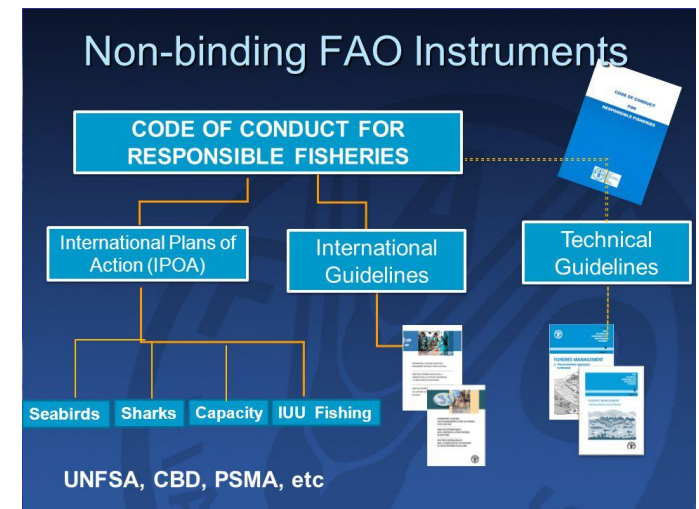 Non-binding FAO Instruments
CODE OF CONDUCT
FOR
RESPONSIBLE FISHERIES
CODE OF CONDUCT FOR
RESPONSIBLE FISHERIES
International Plans of
Action (IPOA)
International
Guidelines
Technical
Guidelines
FISHERIES MANAGEMENT
Seabirds
Sharks
Capacity
IUU Fishing
UNFSA, CBD, PSMA, etc